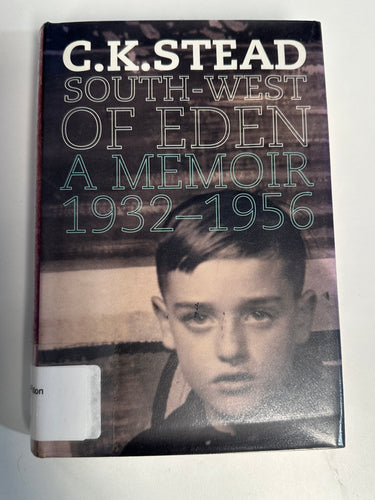 C.K.STEAD
SOUTH-WEST
OF EDEN
A MEMOIR
1932–1956